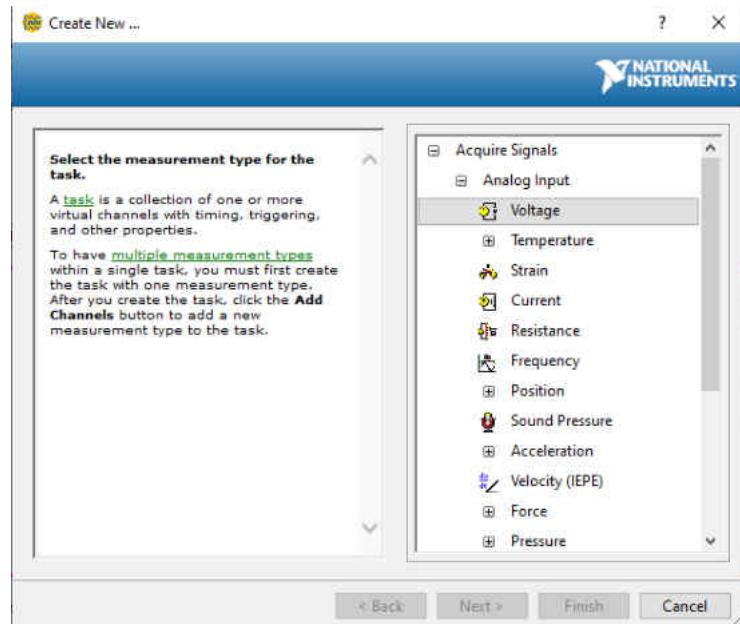 Create New ...
NATIONAL
INSTRUMENTS
Select the measurement type for the
task.
A task is a collection of one or more
virtual channels with timing, triggering,
and other properties.
To have multiple measurement types
within a single task, you must first create
the task with one measurement type.
After you create the task, click the Add
Channels button to add a new
measurement type to the task.
Acquire Signals
Analog Input
Voltage
Temperature
Strain
Current
Resistance
Frequency
Position
Sound Pressure
Acceleration
Velocity (IEPE)
Force
Pressure
< Back
Next >
Finish
Cancel